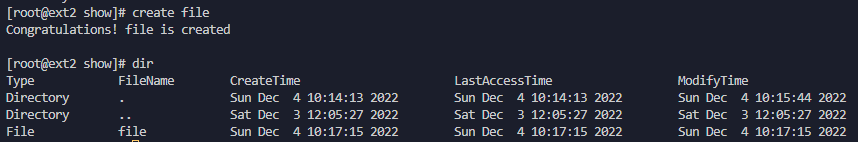 [root@ext2 show]# create file
Congratulations! file is created
[root@ext2 show]# dir
Type FileName CreateTime LastAccessTime ModifyTime
Directory . Sun Dec  4 10:14:13 2022 Sun Dec  4 10:14:13 2022 Sun Dec  4 10:15:44 2022
Directory .. Sat Dec  3 12:05:27 2022 Sat Dec  3 12:05:27 2022 Sat Dec  3 12:05:27 2022
File file Sun Dec  4 10:17:15 2022 Sun Dec  4 10:17:15 2022 Sun Dec  4 10:17:15 2022